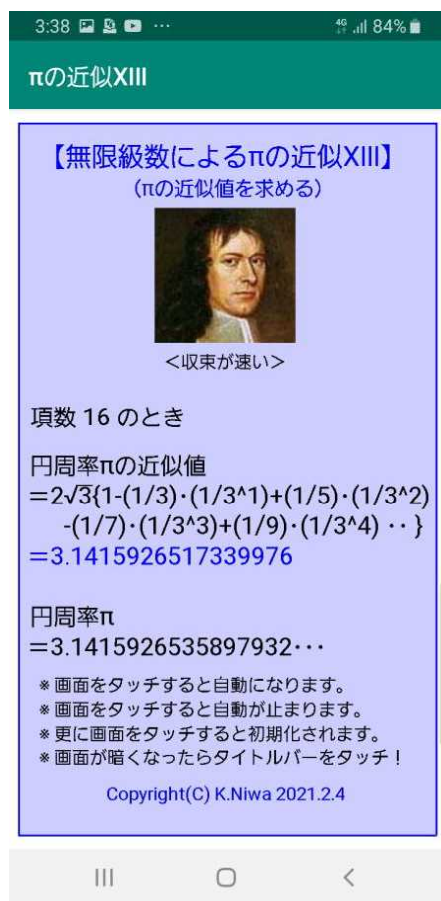 3:38 ··· 4G 84%
πの近似XIII
【無限級数によるπの近似XIII】
(πの近似値を求める)
＜収束が速い＞
項数 16 のとき
円周率πの近似値
＝2√3{1-(1/3)·(1/3^1)+(1/5)·(1/3^2)
-(1/7)·(1/3^3)+(1/9)·(1/3^4) ·· }
＝3.1415926517339976
円周率π
＝3.1415926535897932···
※画面をタッチすると自動になります。
※画面をタッチすると自動が止まります。
※更に画面をタッチすると初期化されます。
※画面が暗くなったらタイトルバーをタッチ！
Copyright(C) K.Niwa 2021.2.4